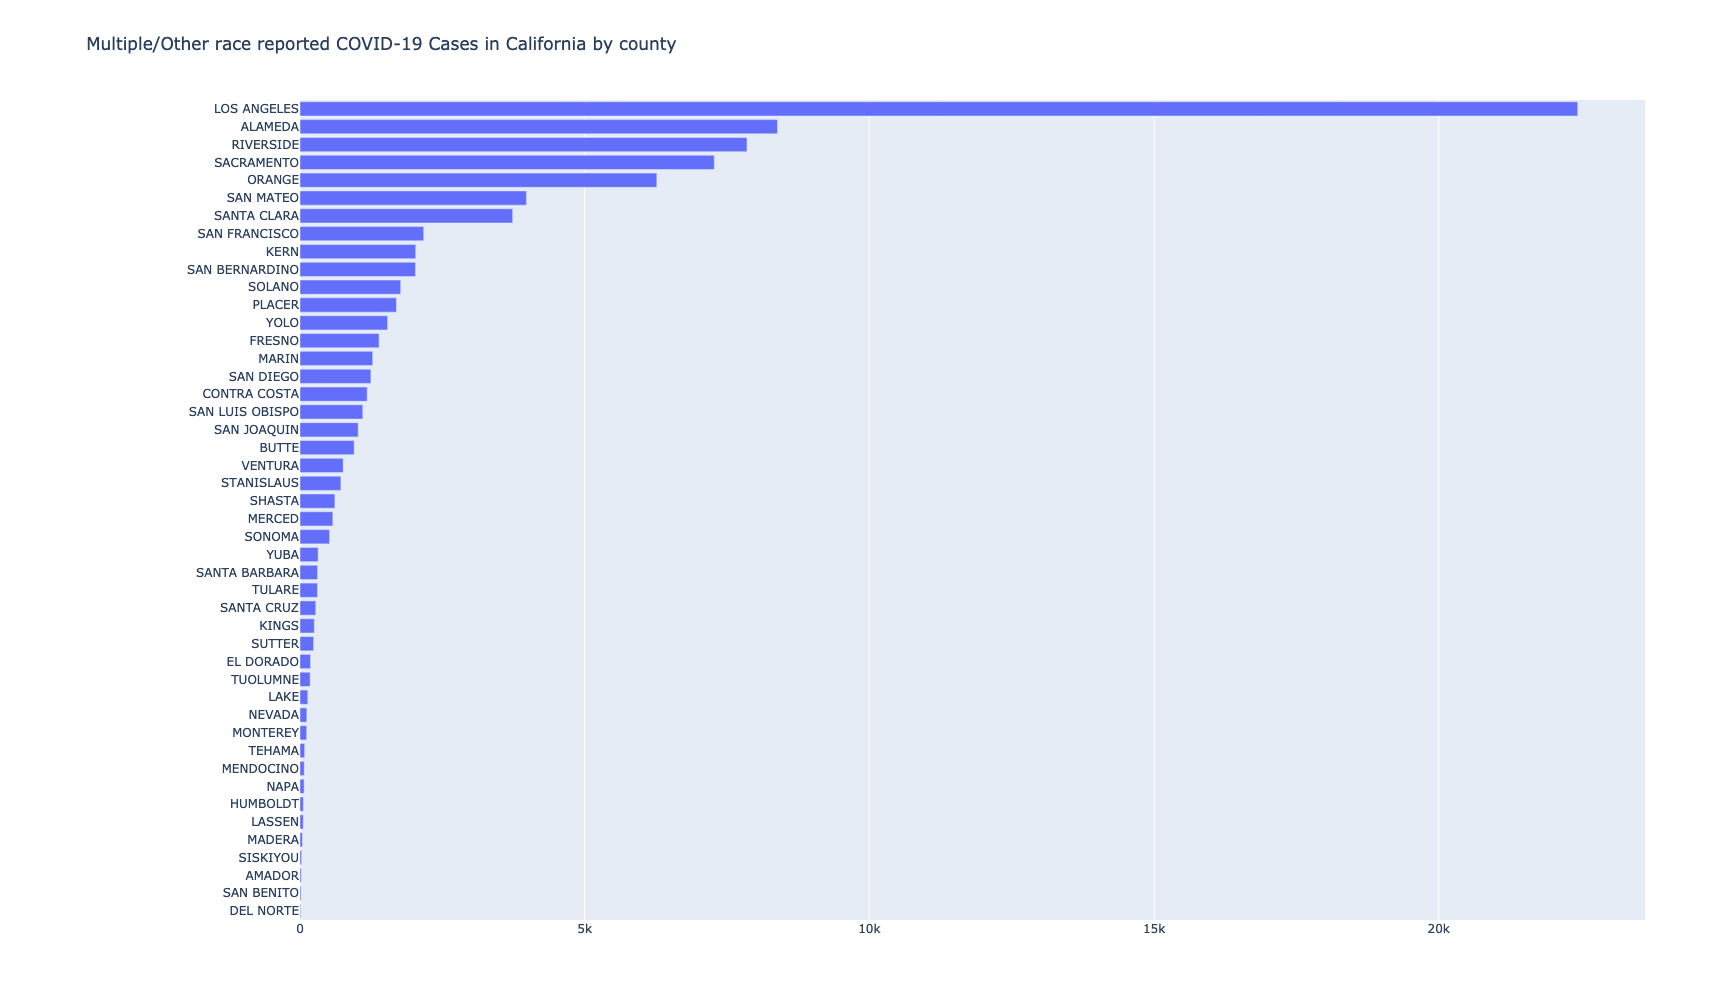 Multiple/Other race reported COVID-19 Cases in California by county
LOS ANGELES
ALAMEDA
RIVERSIDE
SACRAMENTO
ORANGE
SAN MATEO
SANTA CLARA
SAN FRANCISCO
KERN
SAN BERNARDINO
SOLANO
PLACER
YOLO
FRESNO
MARIN
SAN DIEGO
CONTRA COSTA
SAN LUIS OBISPO
SAN JOAQUIN
BUTTE
VENTURA
STANISLAUS
SHASTA
MERCED
SONOMA
YUBA
SANTA BARBARA
TULARE
SANTA CRUZ
KINGS
SUTTER
EL DORADO
TUOLUMNE
LAKE
NEVADA
MONTEREY
TEHAMA
MENDOCINO
NAPA
HUMBOLDT
LASSEN
MADERA
SISKIYOU
AMADOR
SAN BENITO
DEL NORTE
0 5k 10k 15k 20k